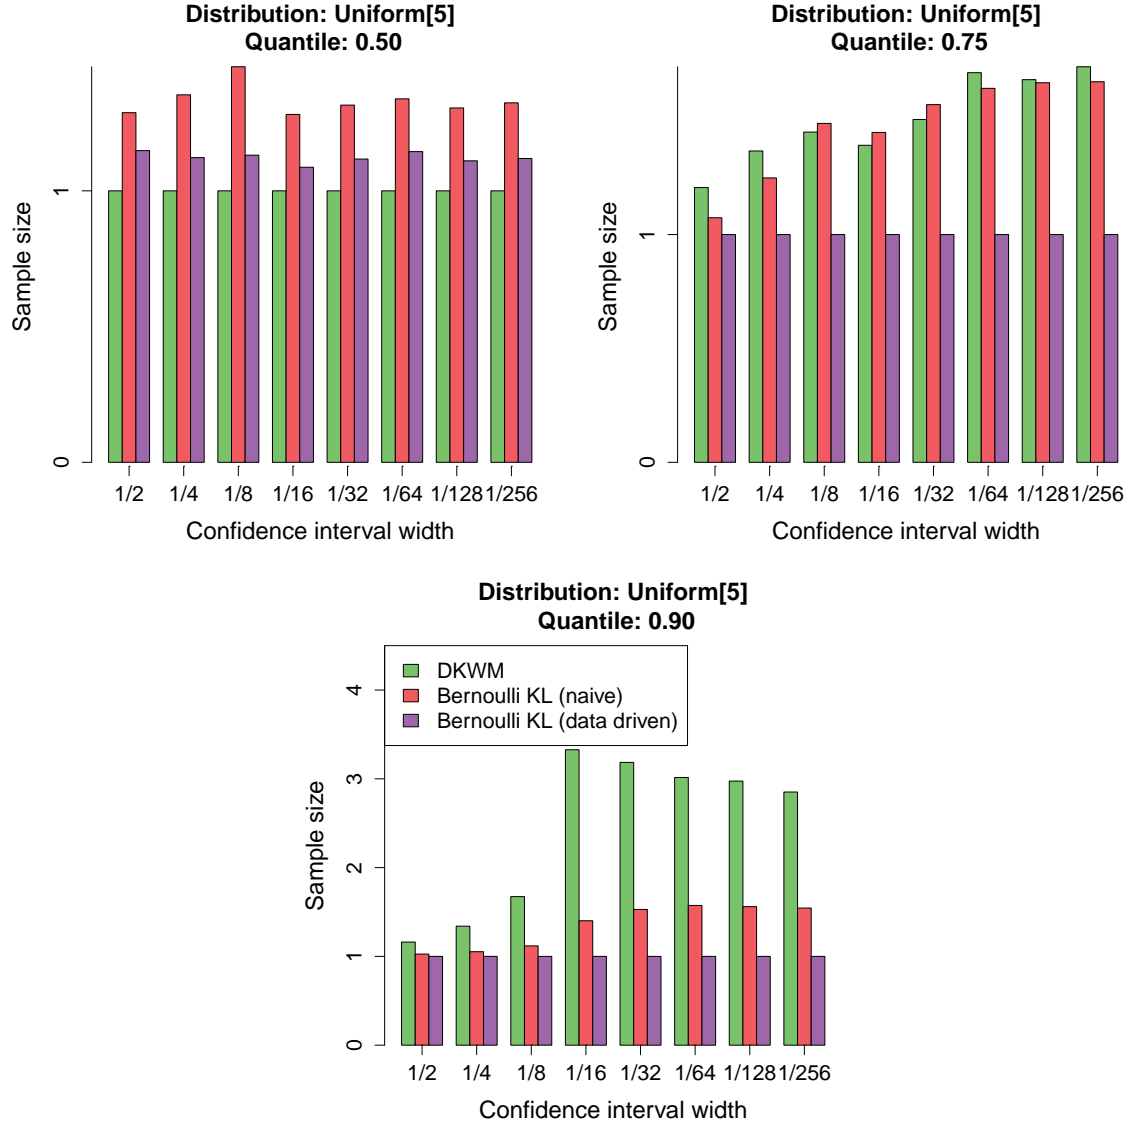 Distribution: Uniform[5]
Quantile: 0.50
Sample size
1
0
1/2 1/4 1/8 1/16 1/32 1/64 1/128 1/256
Confidence interval width
Distribution: Uniform[5]
Quantile: 0.75
Sample size
1
0
1/2 1/4 1/8 1/16 1/32 1/64 1/128 1/256
Confidence interval width
Distribution: Uniform[5]
Quantile: 0.90
DKWM
Bernoulli KL (naive)
Bernoulli KL (data driven)
Sample size
4
3
2
1
0
1/2 1/4 1/8 1/16 1/32 1/64 1/128 1/256
Confidence interval width